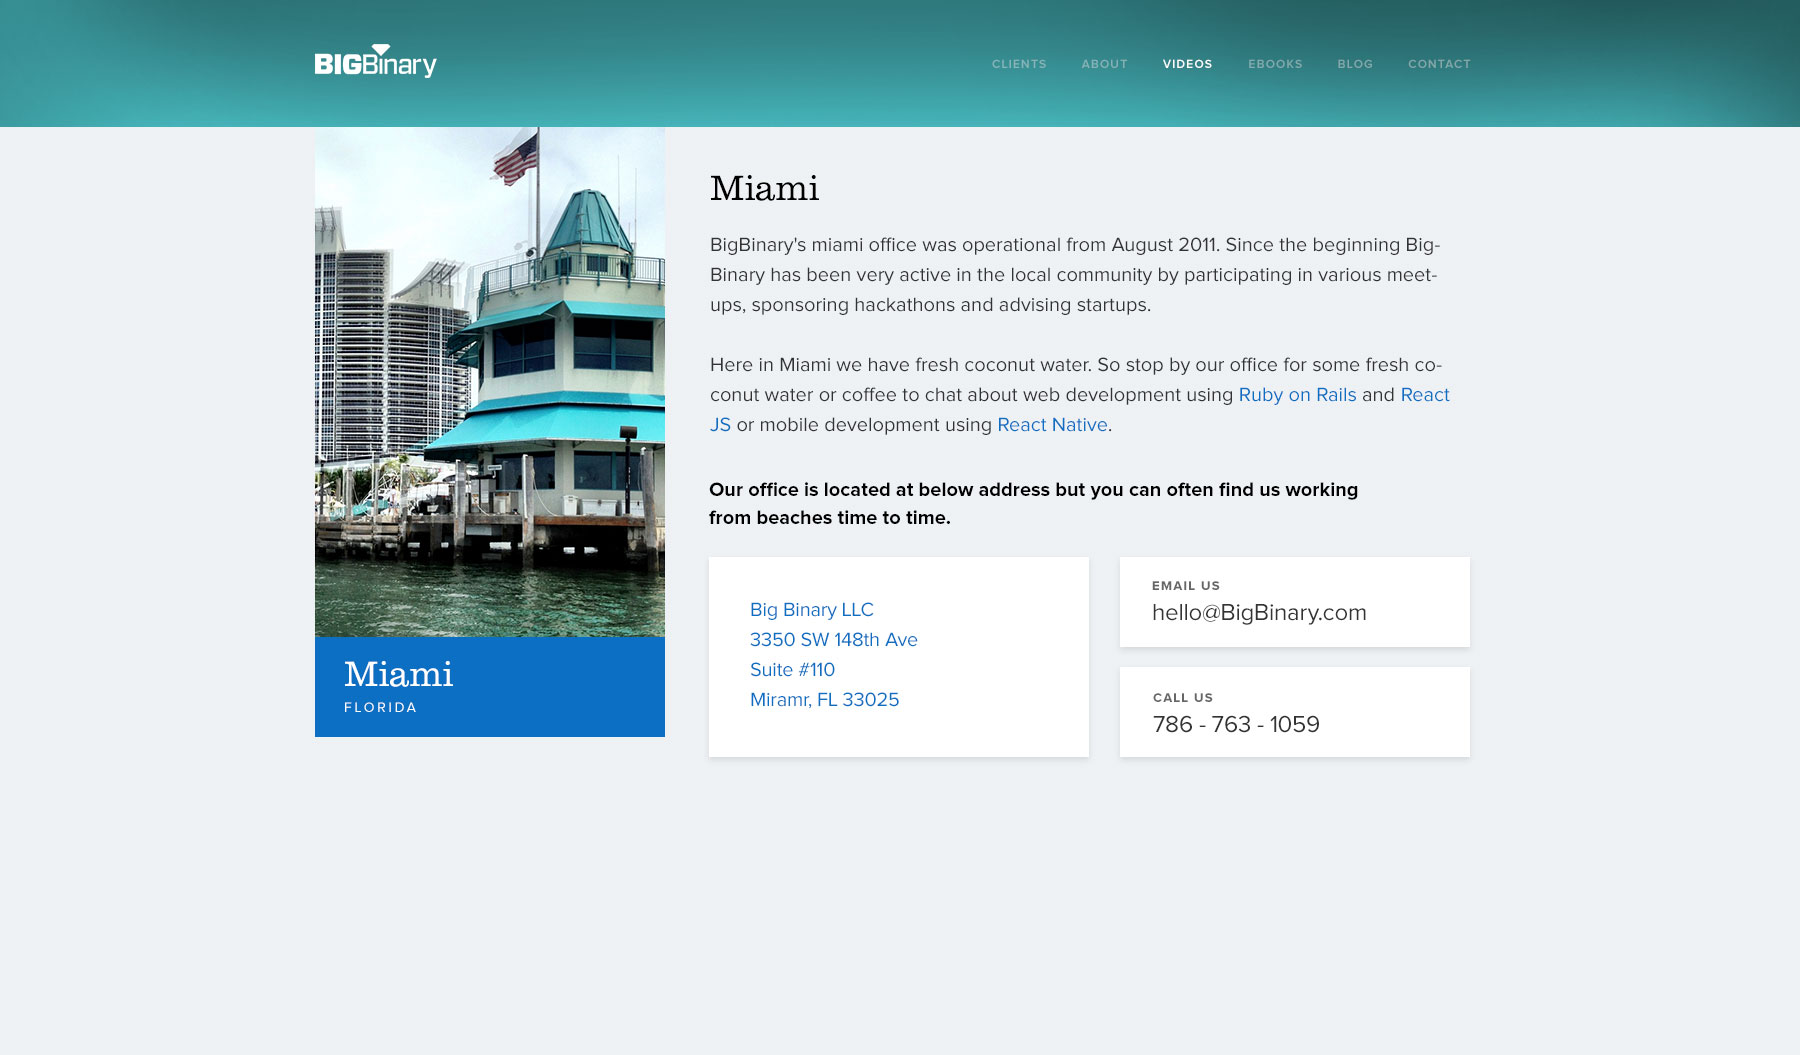 BIGBinary
CLIENTS ABOUT VIDEOS EBOOKS BLOG CONTACT
Miami
FLORIDA
Miami
BigBinary's miami office was operational from August 2011. Since the beginning Big-
Binary has been very active in the local community by participating in various meet-
ups, sponsoring hackathons and advising startups.
Here in Miami we have fresh coconut water. So stop by our office for some fresh co-
conut water or coffee to chat about web development using Ruby on Rails and React
JS or mobile development using React Native.
Our office is located at below address but you can often find us working
from beaches time to time.
Big Binary LLC
3350 SW 148th Ave
Suite #110
Miramr, FL 33025
EMAIL US
hello@BigBinary.com
CALL US
786 - 763 - 1059